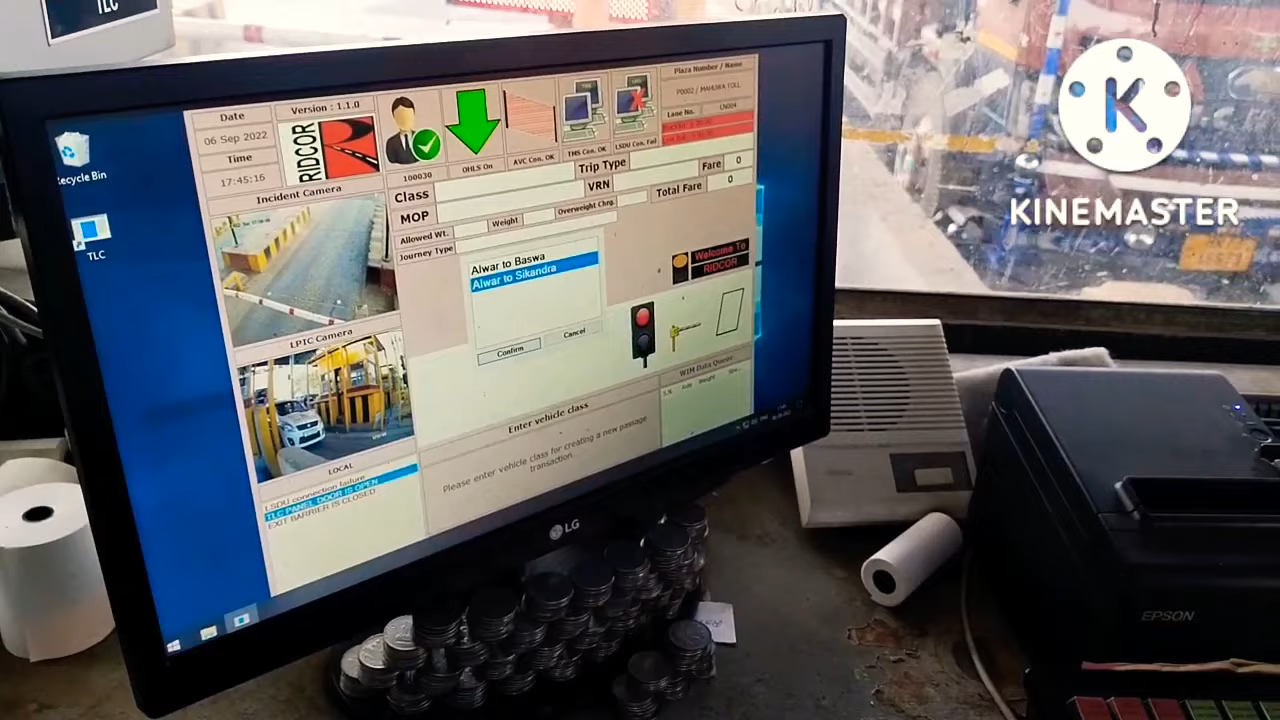 TLC
KINEMASTER
Recycle Bin
TLC
Date
06 Sep 2022
Time
17:45:16
Version : 1.1.0
RIDCOR
100030
OHLS On
AVC Con. OK
TMS Con. OK
LSDU Con. Fail
Plaza Number / Name
P0002 / MAHUWA TOLL
Lane No.
LN004
Incident Camera
Class
Trip Type
Fare
0
MOP
VRN
Total Fare
0
Allowed Wt.
Weight
Overweight Chrg.
Journey Type
Alwar to Baswa
Alwar to Sikandra
Confirm
Cancel
Welcome To
RIDCOR
LPIC Camera
WIM Data Queue
S.N.
Axle
Weight
Enter vehicle class
Please enter vehicle class for creating a new passage
transaction.
LOCAL
LSDU connection failure
TLC PANEL DOOR IS OPEN
EXIT BARRIER IS CLOSED
LG
EPSON